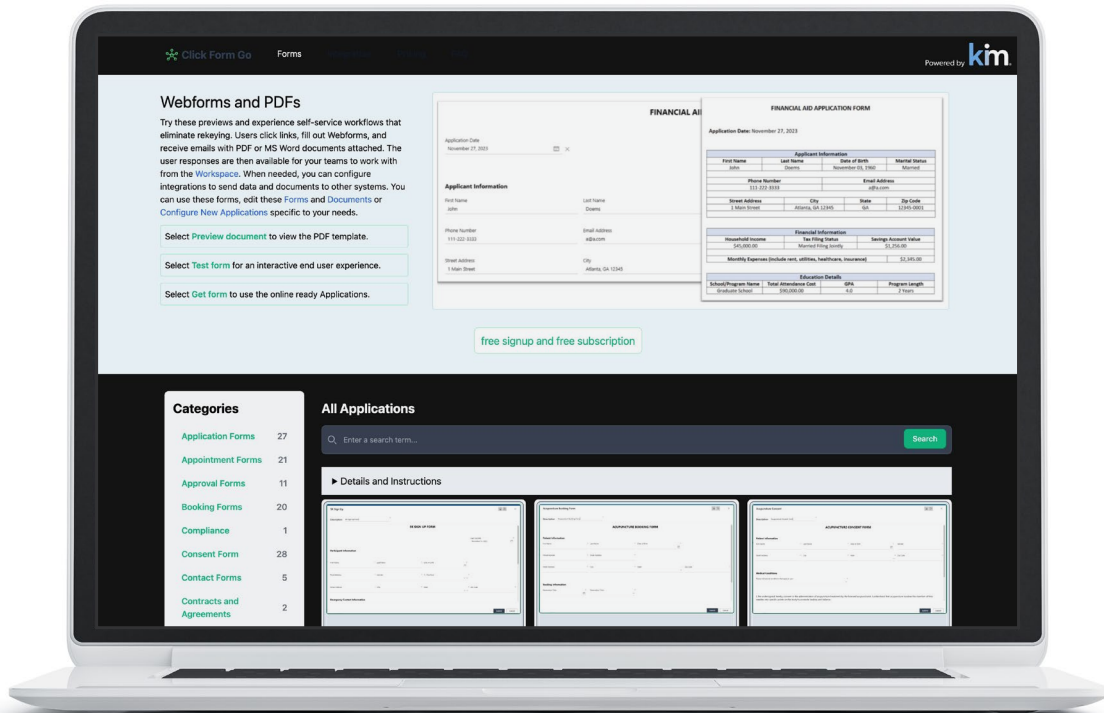 Click Form Go
Forms
Powered by kim.
Webforms and PDFs
Try these previews and experience self-service workflows that
eliminate rekeying. Users click links, fill out Webforms, and
receive emails with PDF or MS Word documents attached. The
user responses are then available for your teams to work with
from the Workspace. When needed, you can configure
integrations to send data and documents to other systems. You
can use these forms, edit these Forms and Documents or
Configure New Applications specific to your needs.
Select Preview document to view the PDF template.
Select Test form for an interactive end user experience.
Select Get form to use the online ready Applications.
FINANCIAL AI
Application Date
November 27, 2023
Applicant Information
First Name Last Name
John Downs
Phone Number Email Address
111-222-3333 a@a.com
Street Address City
1 Main Street Atlanta, GA 12345
FINANCIAL AID APPLICATION FORM
Application Date: November 27, 2023
Applicant Information
First Name Last Name Date of Birth Marital Status
John Downs November 03, 1960 Married
Phone Number Email Address
111-222-3333 a@a.com
Street Address City State Zip Code
1 Main Street Atlanta, GA 12345 GA 12345-0001
Financial Information
Household Income Tax Filing Status Savings Account Value
$45,000.00 Married Filing Jointly $1,256.00
Monthly Expenses (include rent, utilities, healthcare, insurance) $2,345.00
Education Details
School/Program Name Total Attendance Cost GPA Program Length
Graduate School $90,000.00 4.0 2 Years
free signup and free subscription
Categories
Application Forms 27
Appointment Forms 21
Approval Forms 11
Booking Forms 20
Compliance 1
Consent Form 28
Contact Forms 5
Contracts and
Agreements 2
All Applications
Enter a search term...
Search
Details and Instructions
5K SIGN UP FORM
ACUPUNCTURE BOOKING FORM
ACUPUNCTURE CONSENT FORM